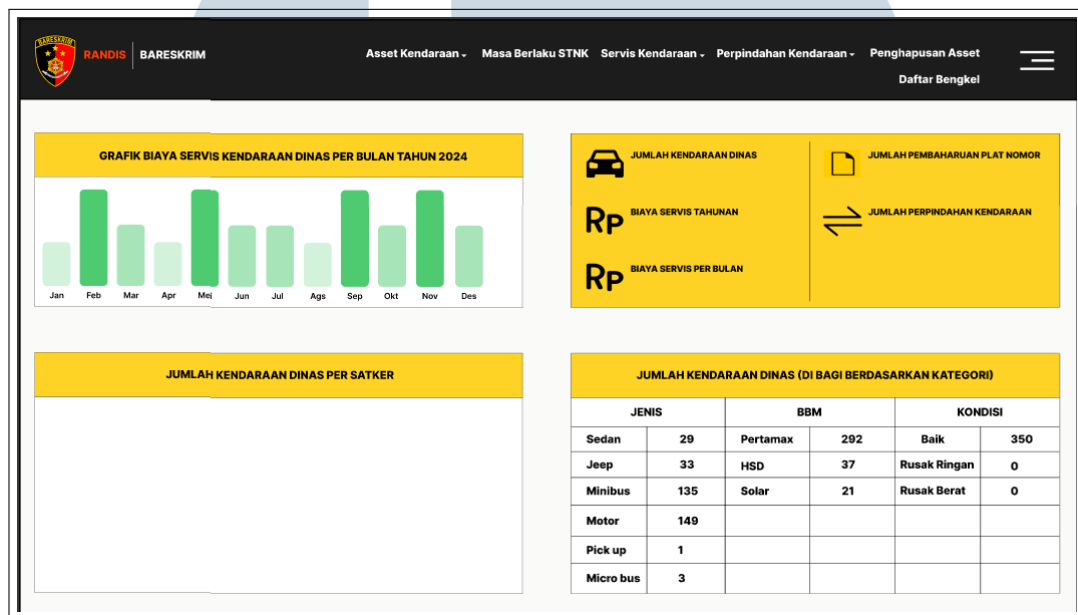 BARESKRIM
RANDIS
BARESKRIM
Asset Kendaraan
Masa Berlaku STNK
Servis Kendaraan
Perpindahan Kendaraan
Penghapusan Asset
Daftar Bengkel
GRAFIK BIAYA SERVIS KENDARAAN DINAS PER BULAN TAHUN 2024
Jan Feb Mar Apr Mei Jun Jul Ags Sep Okt Nov Des
JUMLAH KENDARAAN DINAS
Rp BIAYA SERVIS TAHUNAN
Rp BIAYA SERVIS PER BULAN
JUMLAH PEMBAHARUAN PLAT NOMOR
JUMLAH PERPINDAHAN KENDARAAN
JUMLAH KENDARAAN DINAS PER SATKER
JUMLAH KENDARAAN DINAS (DI BAGI BERDASARKAN KATEGORI)
JENIS BBM KONDISI
Sedan 29 Pertamax 292 Baik 350
Jeep 33 HSD 37 Rusak Ringan 0
Minibus 135 Solar 21 Rusak Berat 0
Motor 149
Pick up 1
Micro bus 3